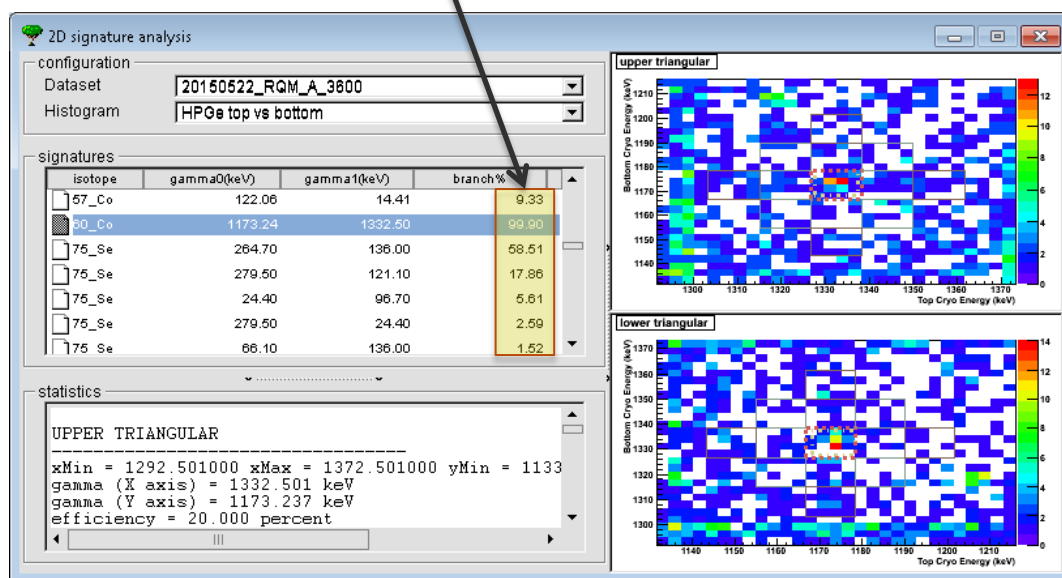 2D signature analysis
configuration
Dataset 20150522_RQM_A_3600
Histogram HPGe top vs bottom
signatures
isotope gamma0(keV) gamma1(keV) branch%
57_Co 122.06 14.41 9.33
60_Co 1173.24 1332.50 99.90
75_Se 264.70 136.00 58.51
75_Se 279.50 121.10 17.86
75_Se 24.40 96.70 5.61
75_Se 279.50 24.40 2.59
75_Se 66.10 136.00 1.52
statistics
UPPER TRIANGULAR
------------------------------------
xMin = 1292.501000 xMax = 1372.501000 yMin = 1133
gamma (X axis) = 1332.501 keV
gamma (Y axis) = 1173.237 keV
efficiency = 20.000 percent
upper triangular
Bottom Cryo Energy (keV)
1210
1200
1190
1180
1170
1160
1150
1140
1300 1310 1320 1330 1340 1350 1360 1370
Top Cryo Energy (keV)
12
10
8
6
4
2
0
lower triangular
Bottom Cryo Energy (keV)
1370
1360
1350
1340
1330
1320
1310
1300
1140 1150 1160 1170 1180 1190 1200 1210
Top Cryo Energy (keV)
14
12
10
8
6
4
2
0